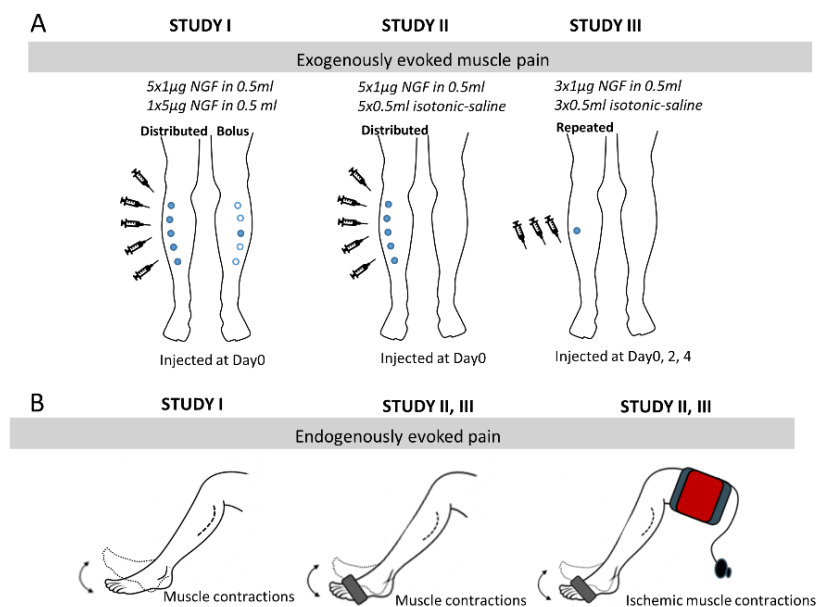 A
STUDY I STUDY II STUDY III
Exogenously evoked muscle pain
5x1µg NGF in 0.5ml 5x1µg NGF in 0.5ml 3x1µg NGF in 0.5ml
1x5µg NGF in 0.5 ml 5x0.5ml isotonic-saline 3x0.5ml isotonic-saline
Distributed Bolus Distributed Repeated
Injected at Day0 Injected at Day0 Injected at Day0, 2, 4
B
STUDY I STUDY II, III STUDY II, III
Endogenously evoked pain
Muscle contractions Muscle contractions Ischemic muscle contractions